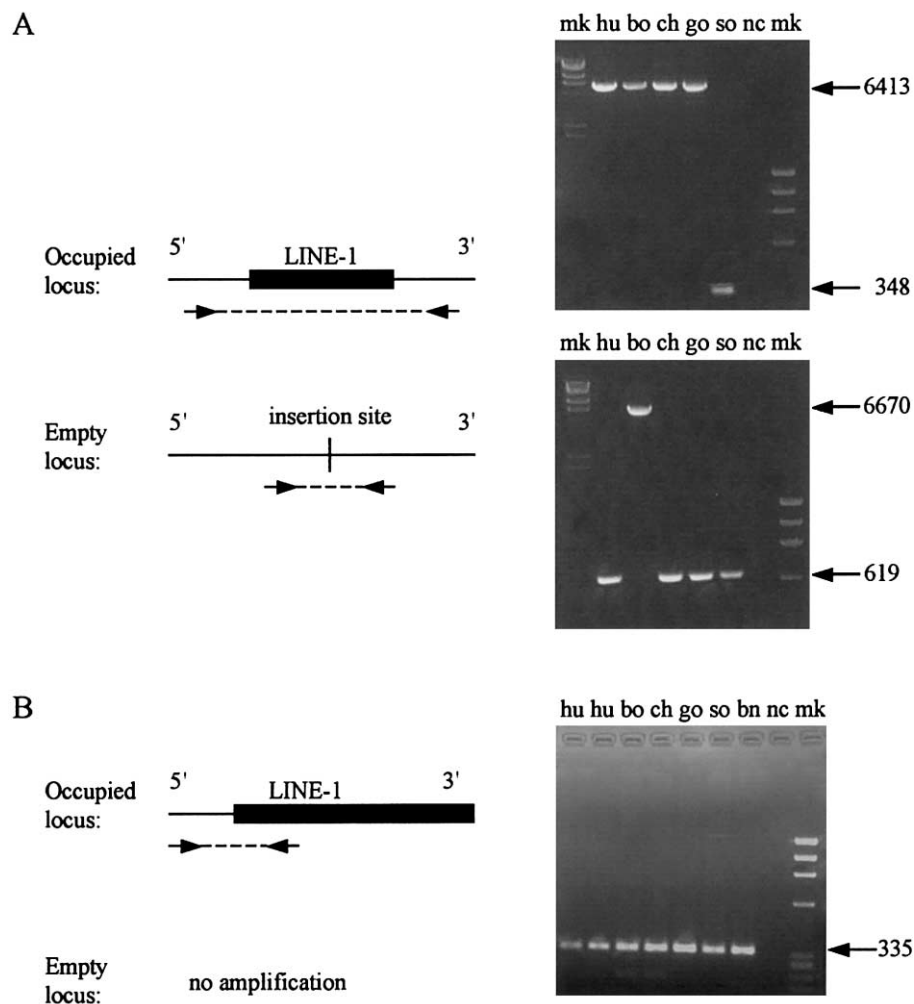 A
mk hu bo ch go so nc mk
6413
5' 3'
LINE-1
Occupied
locus:
348
mk hu bo ch go so nc mk
6670
5' insertion site 3'
Empty
locus:
619
B
hu hu bo ch go so bn nc mk
5' 3'
LINE-1
Occupied
locus:
335
Empty
locus:
no amplification